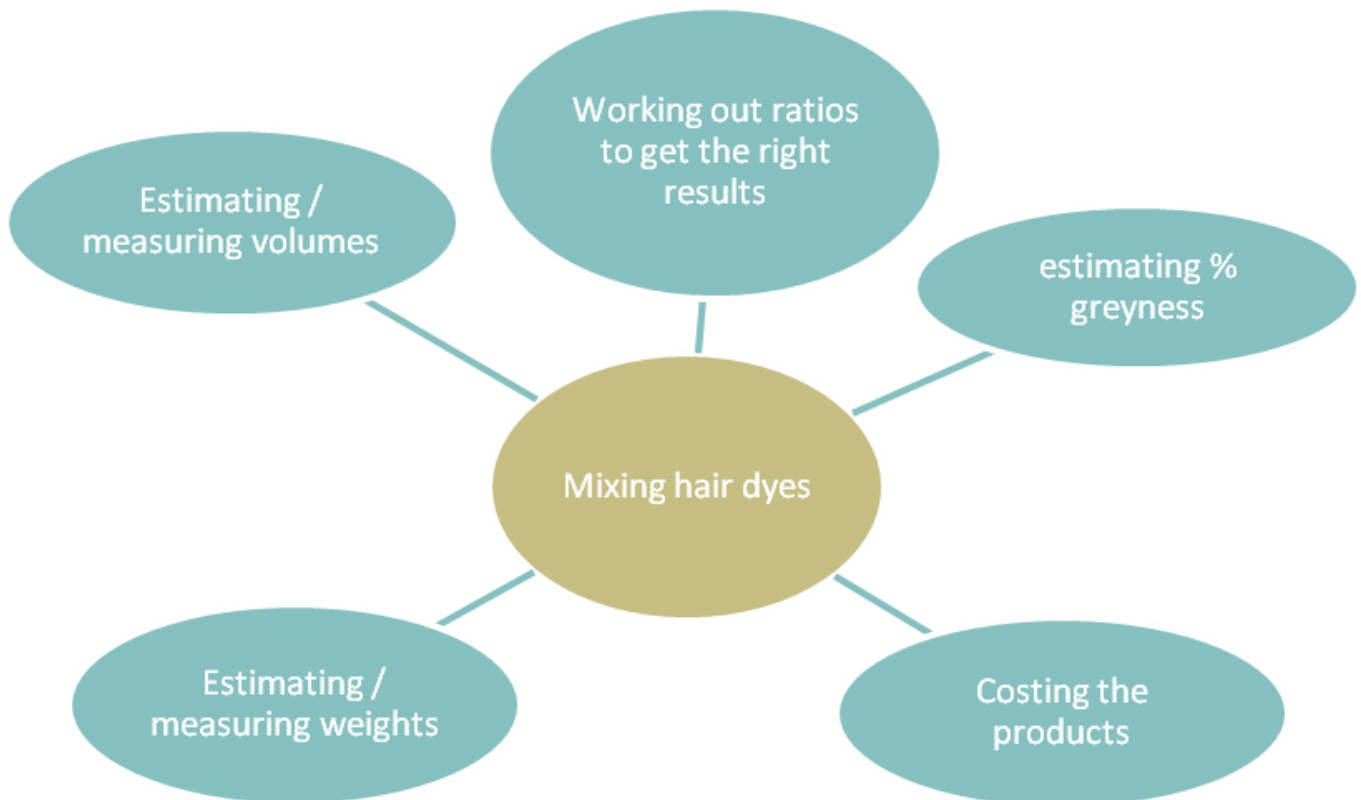 Working out ratios
to get the right
results
Estimating /
measuring volumes
estimating %
greyness
Mixing hair dyes
Estimating /
measuring weights
Costing the
products